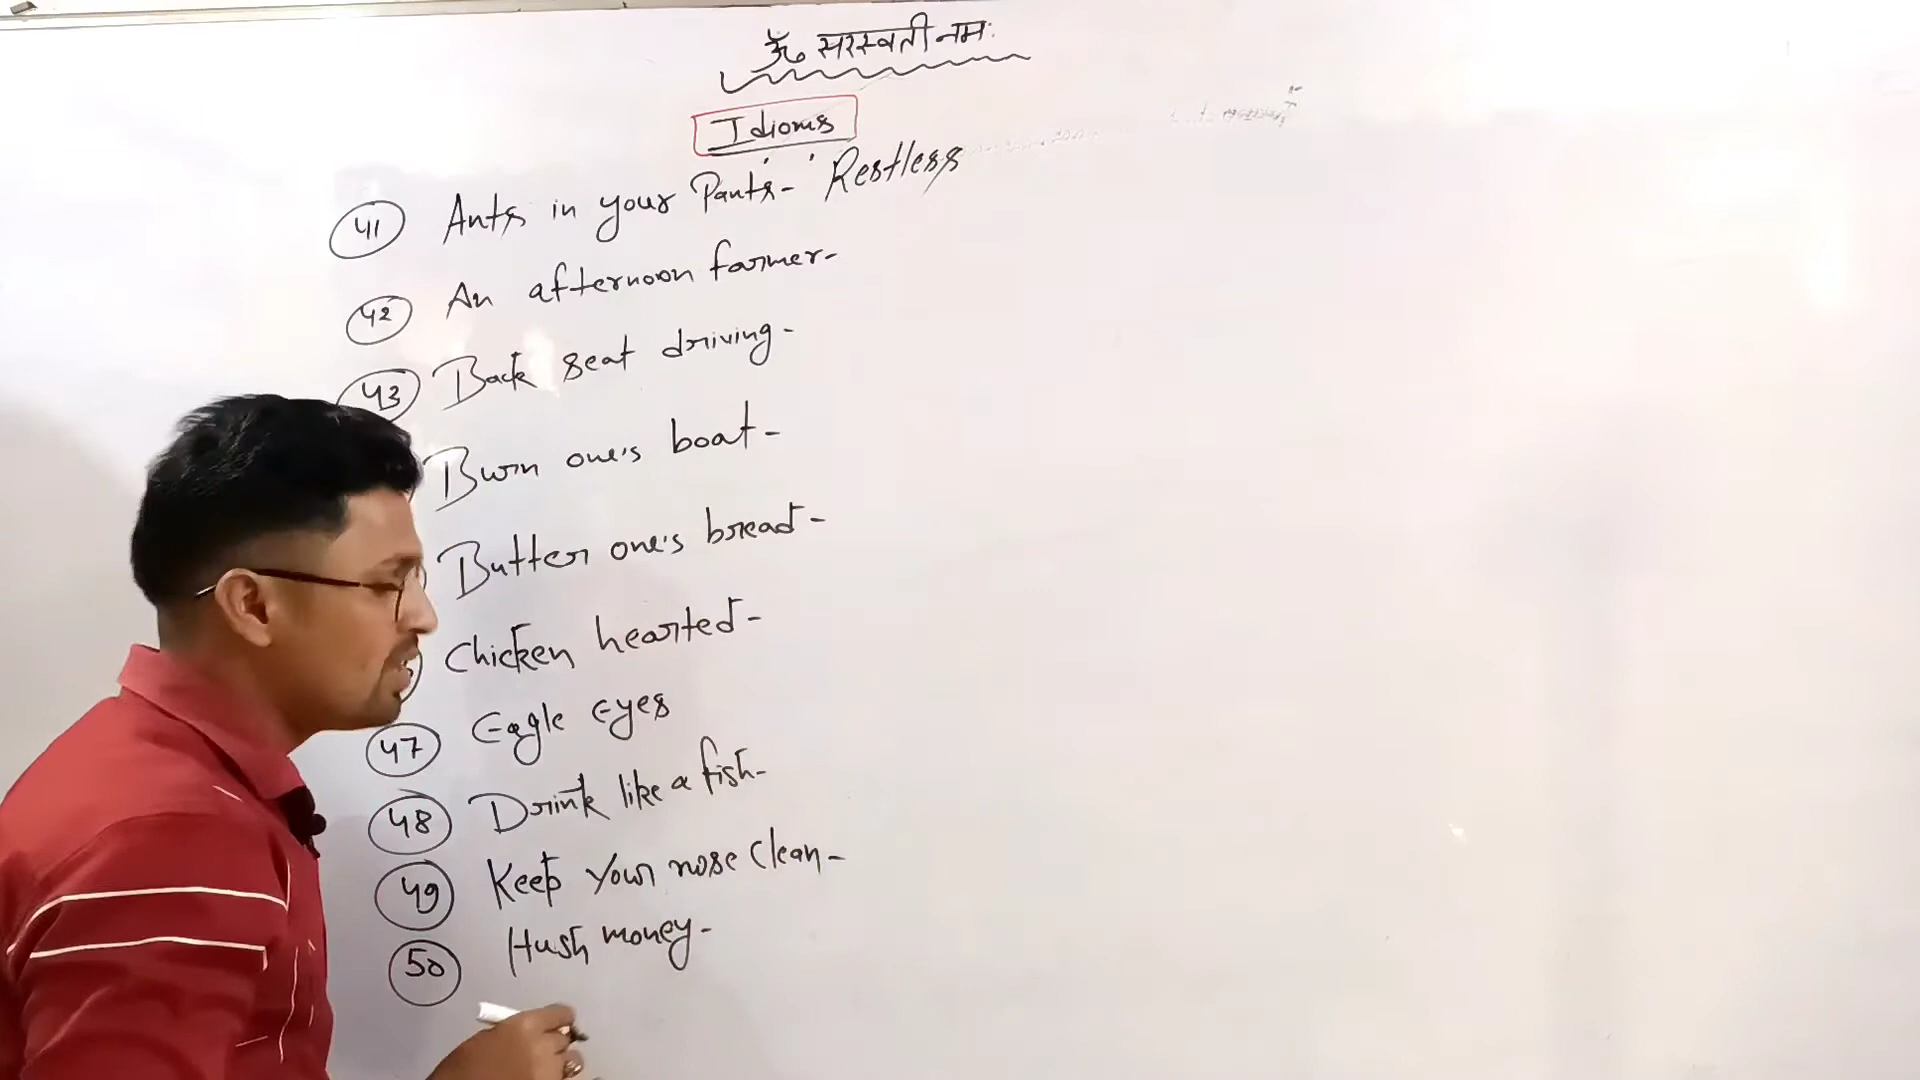 ॐ सरस्वती नमः
Idioms
41 Ants in your Pants- Restless
42 An afternoon farmer-
43 Back seat driving-
Burn one's boat-
Butter one's bread-
Chicken hearted-
47 Eagle Eyes
48 Drink like a fish-
49 Keep Your nose Clean-
50 Hush money-